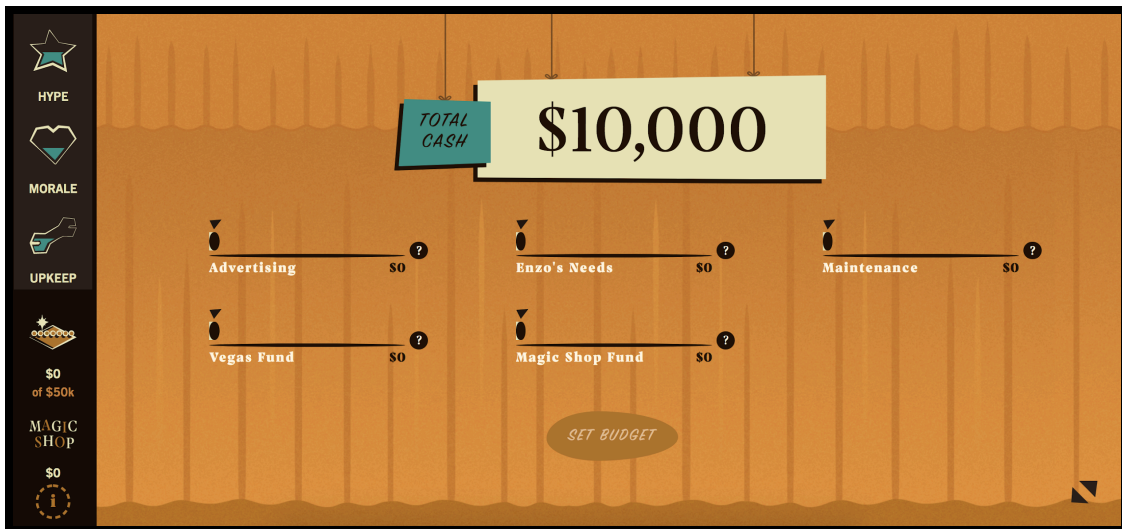 HYPE
MORALE
UPKEEP
$0
of $50k
MAGIC
SHOP
$0
i
TOTAL
CASH
$10,000
?
Advertising $0
?
Enzo's Needs $0
?
Maintenance $0
?
Vegas Fund $0
?
Magic Shop Fund $0
SET BUDGET